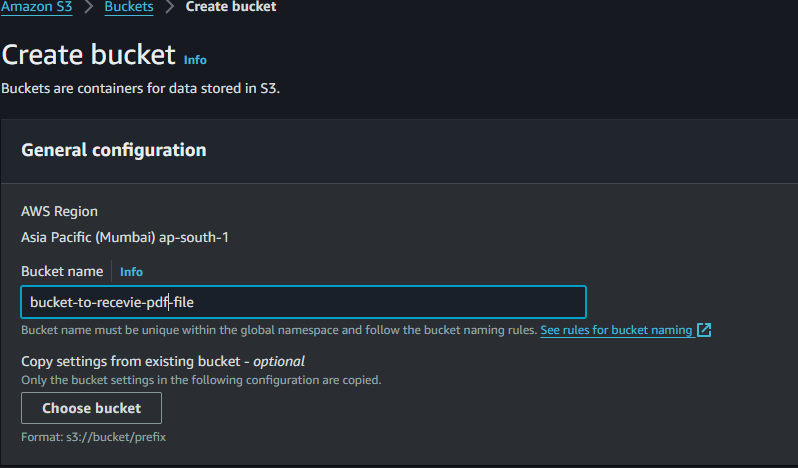 Amazon S3 > Buckets > Create bucket
Create bucket Info
Buckets are containers for data stored in S3.
General configuration
AWS Region
Asia Pacific (Mumbai) ap-south-1
Bucket name Info
bucket-to-recevie-pdf-file
Bucket name must be unique within the global namespace and follow the bucket naming rules. See rules for bucket naming
Copy settings from existing bucket - optional
Only the bucket settings in the following configuration are copied.
Choose bucket
Format: s3://bucket/prefix